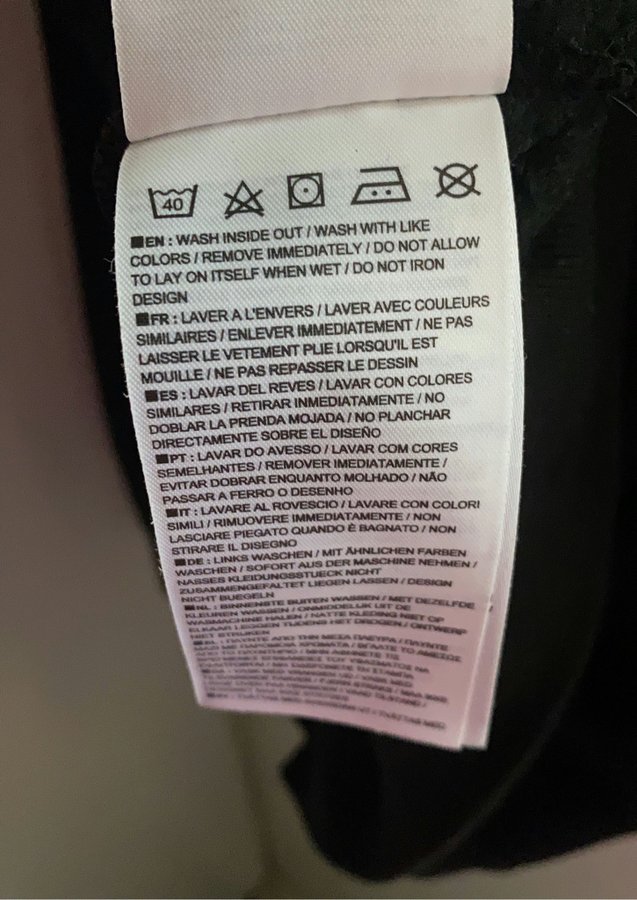 40
■EN : WASH INSIDE OUT / WASH WITH LIKE
COLORS / REMOVE IMMEDIATELY / DO NOT ALLOW
TO LAY ON ITSELF WHEN WET / DO NOT IRON
DESIGN
■FR : LAVER A L'ENVERS / LAVER AVEC COULEURS
SIMILAIRES / ENLEVER IMMEDIATEMENT / NE PAS
LAISSER LE VETEMENT PLIE LORSQU'IL EST
MOUILLE / NE PAS REPASSER LE DESSIN
■ES : LAVAR DEL REVES / LAVAR CON COLORES
SIMILARES / RETIRAR INMEDIATAMENTE / NO
DOBLAR LA PRENDA MOJADA / NO PLANCHAR
DIRECTAMENTE SOBRE EL DISEÑO
■PT : LAVAR DO AVESSO / LAVAR COM CORES
SEMELHANTES / REMOVER IMEDIATAMENTE /
EVITAR DOBRAR ENQUANTO MOLHADO / NÃO
PASSAR A FERRO O DESENHO
■IT : LAVARE AL ROVESCIO / LAVARE CON COLORI
SIMILI / RIMUOVERE IMMEDIATAMENTE / NON
LASCIARE PIEGATO QUANDO È BAGNATO / NON
STIRARE IL DISEGNO
■DE : LINKS WASCHEN / MIT ÄHNLICHEN FARBEN
WASCHEN / SOFORT AUS DER MASCHINE NEHMEN /
NASSES KLEIDUNGSSTUECK NICHT
ZUSAMMENGEFALTET LIEGEN LASSEN / DESIGN
NICHT BUEGELN
■NL : BINNENSTE BUITEN WASSEN / MET DEZELFDE
KLEUREN WASSEN / ONMIDDELIJK UIT DE
WASMACHINE HALEN / NATTE KLEDING NIET OP
ELKAAR LEGGEN TIJDENS HET DROGEN / ONTWERP
NIET STRIJKEN